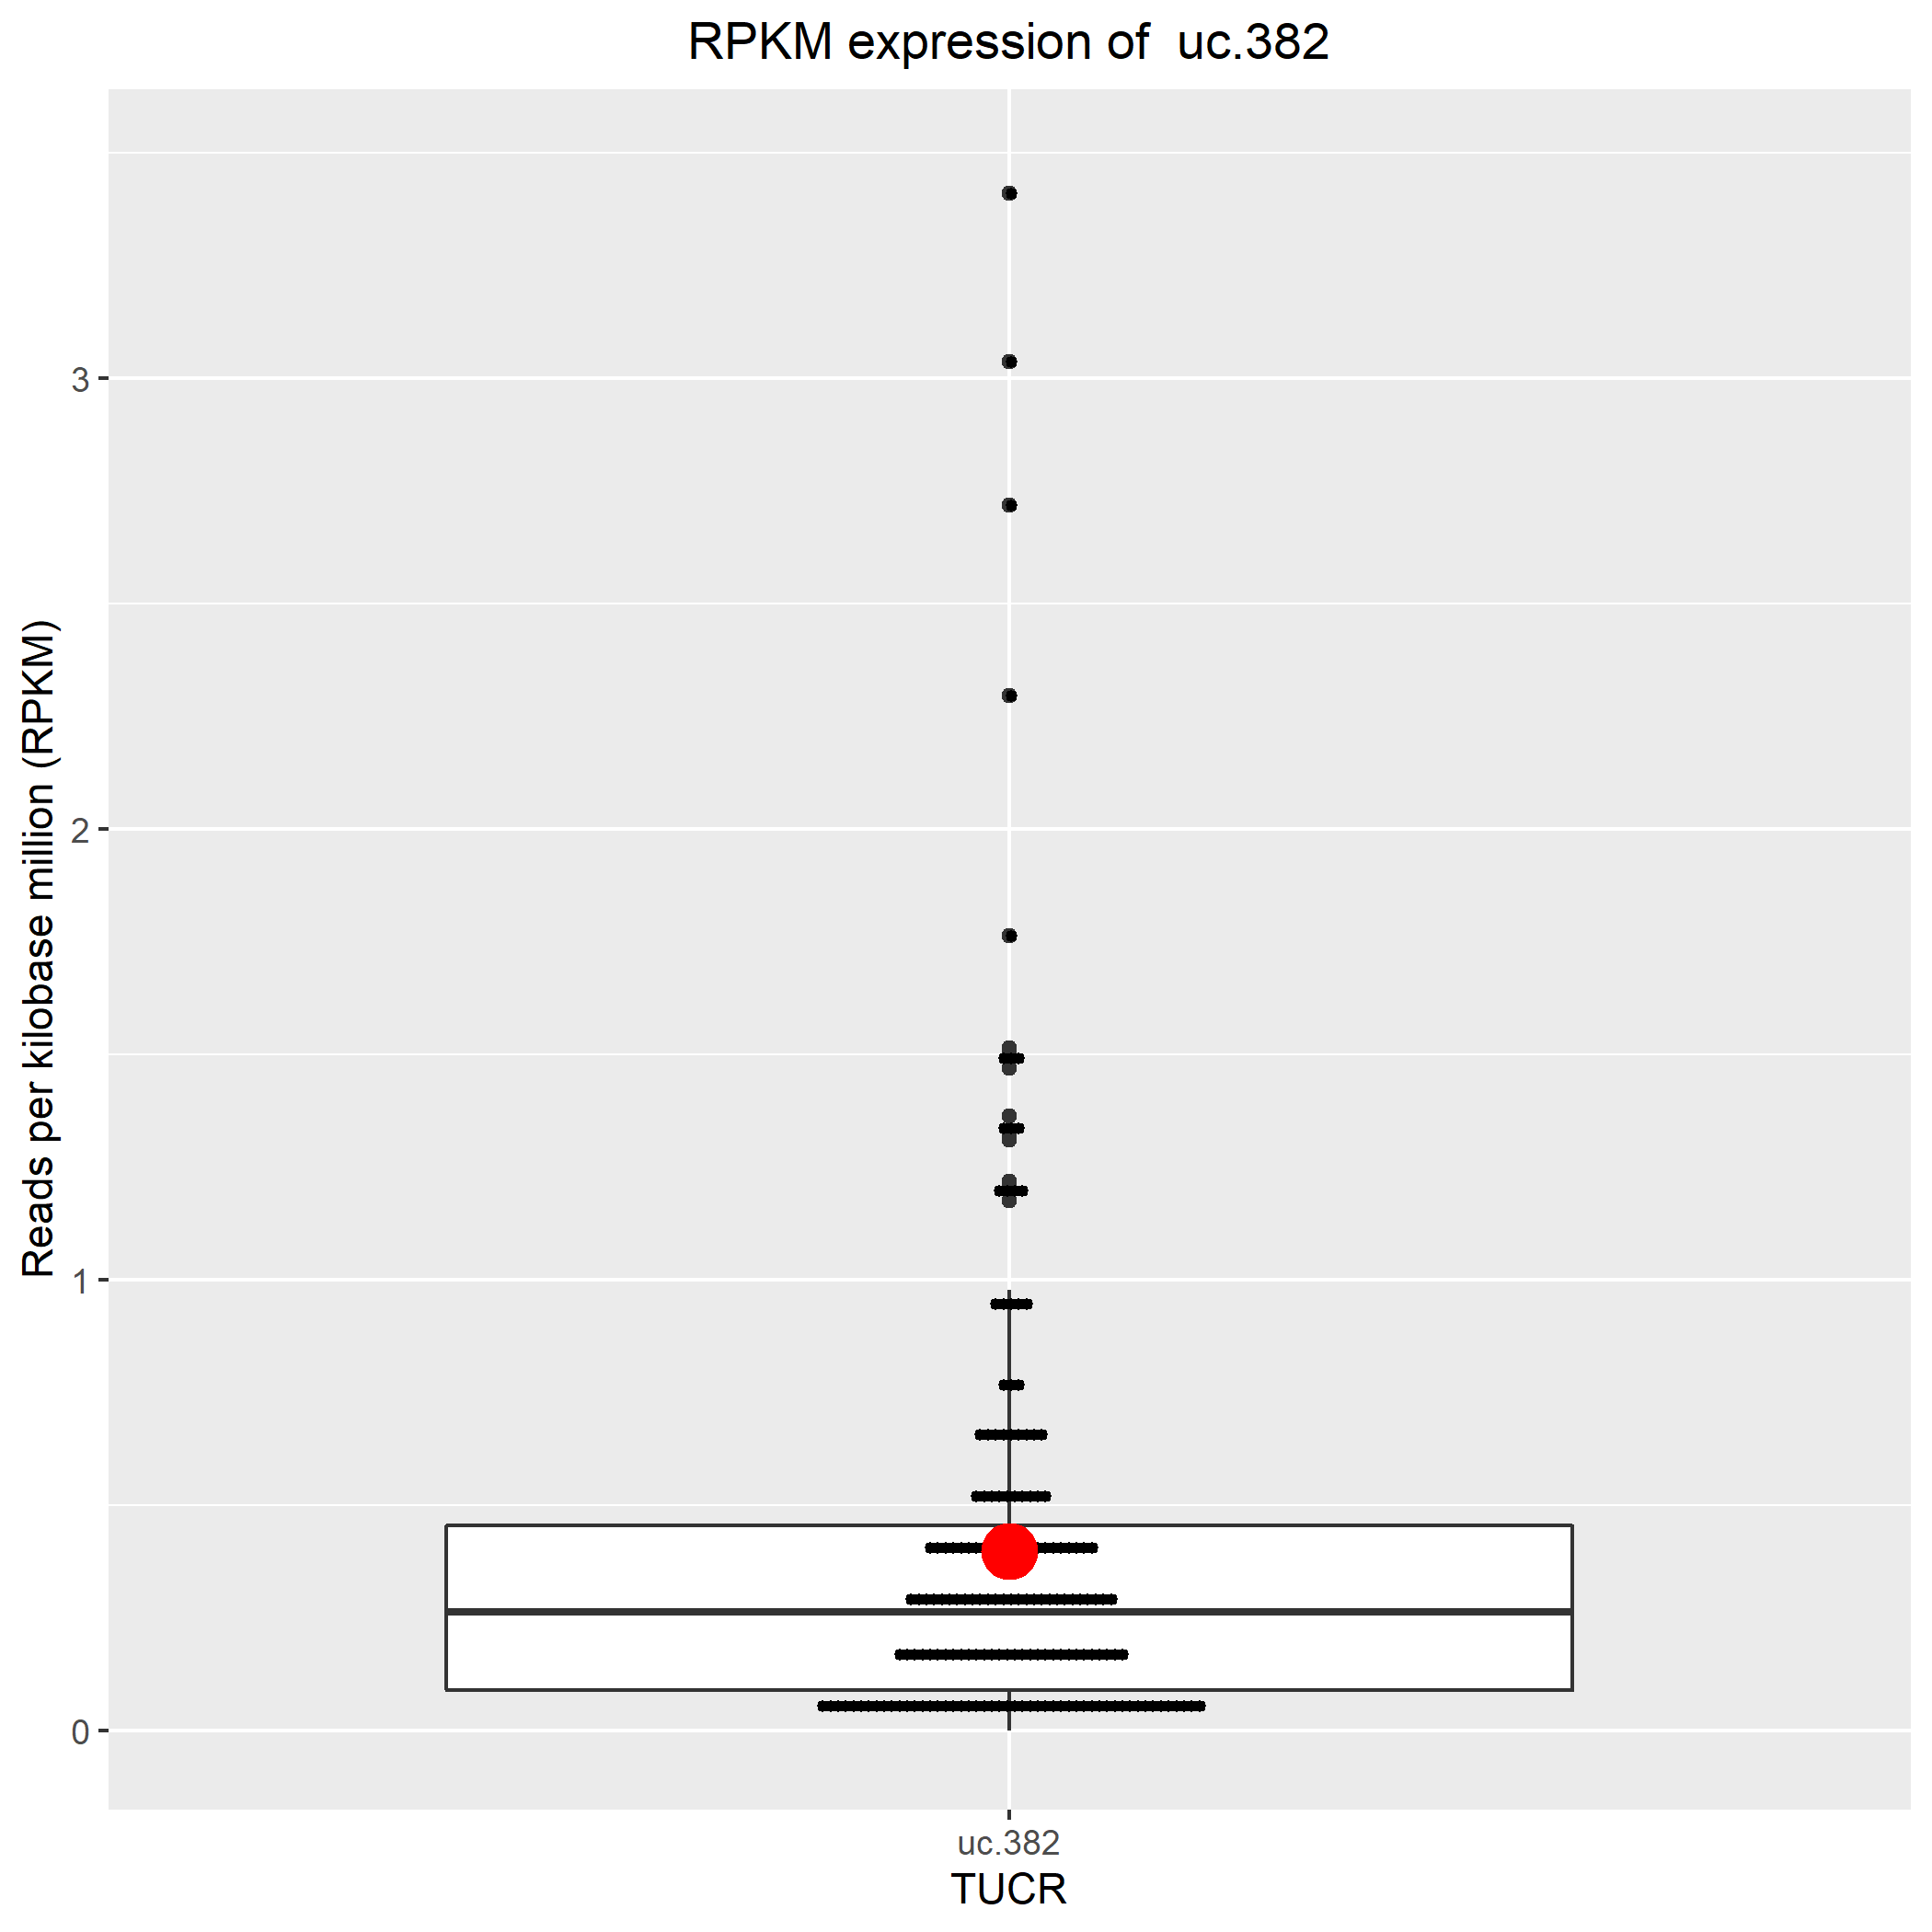 RPKM expression of  uc.382
Reads per kilobase million (RPKM)
3
2
1
0
uc.382
TUCR